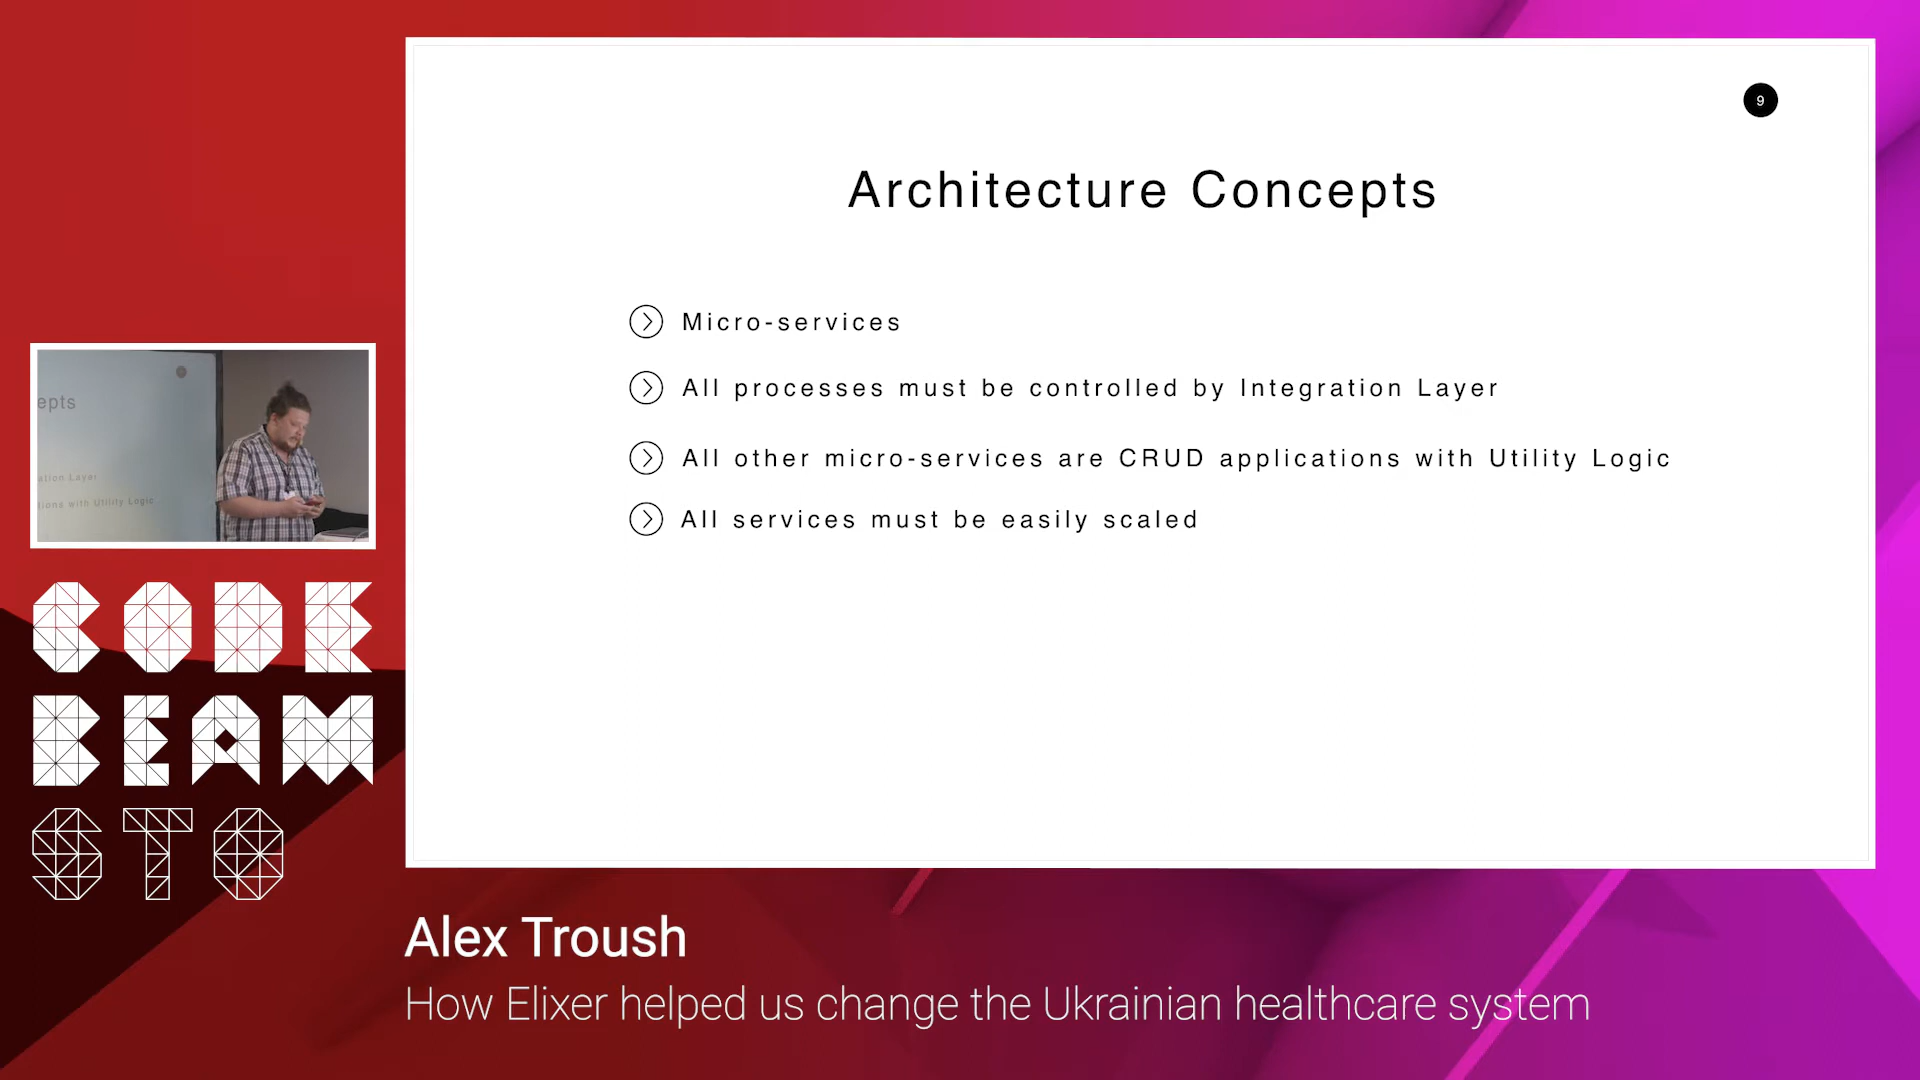 9
Architecture Concepts
Micro-services
All processes must be controlled by Integration Layer
All other micro-services are CRUD applications with Utility Logic
All services must be easily scaled
epts
ation Layer
tions with Utility Logic
CODE
BEAM
STO
Alex Troush
How Elixer helped us change the Ukrainian healthcare system